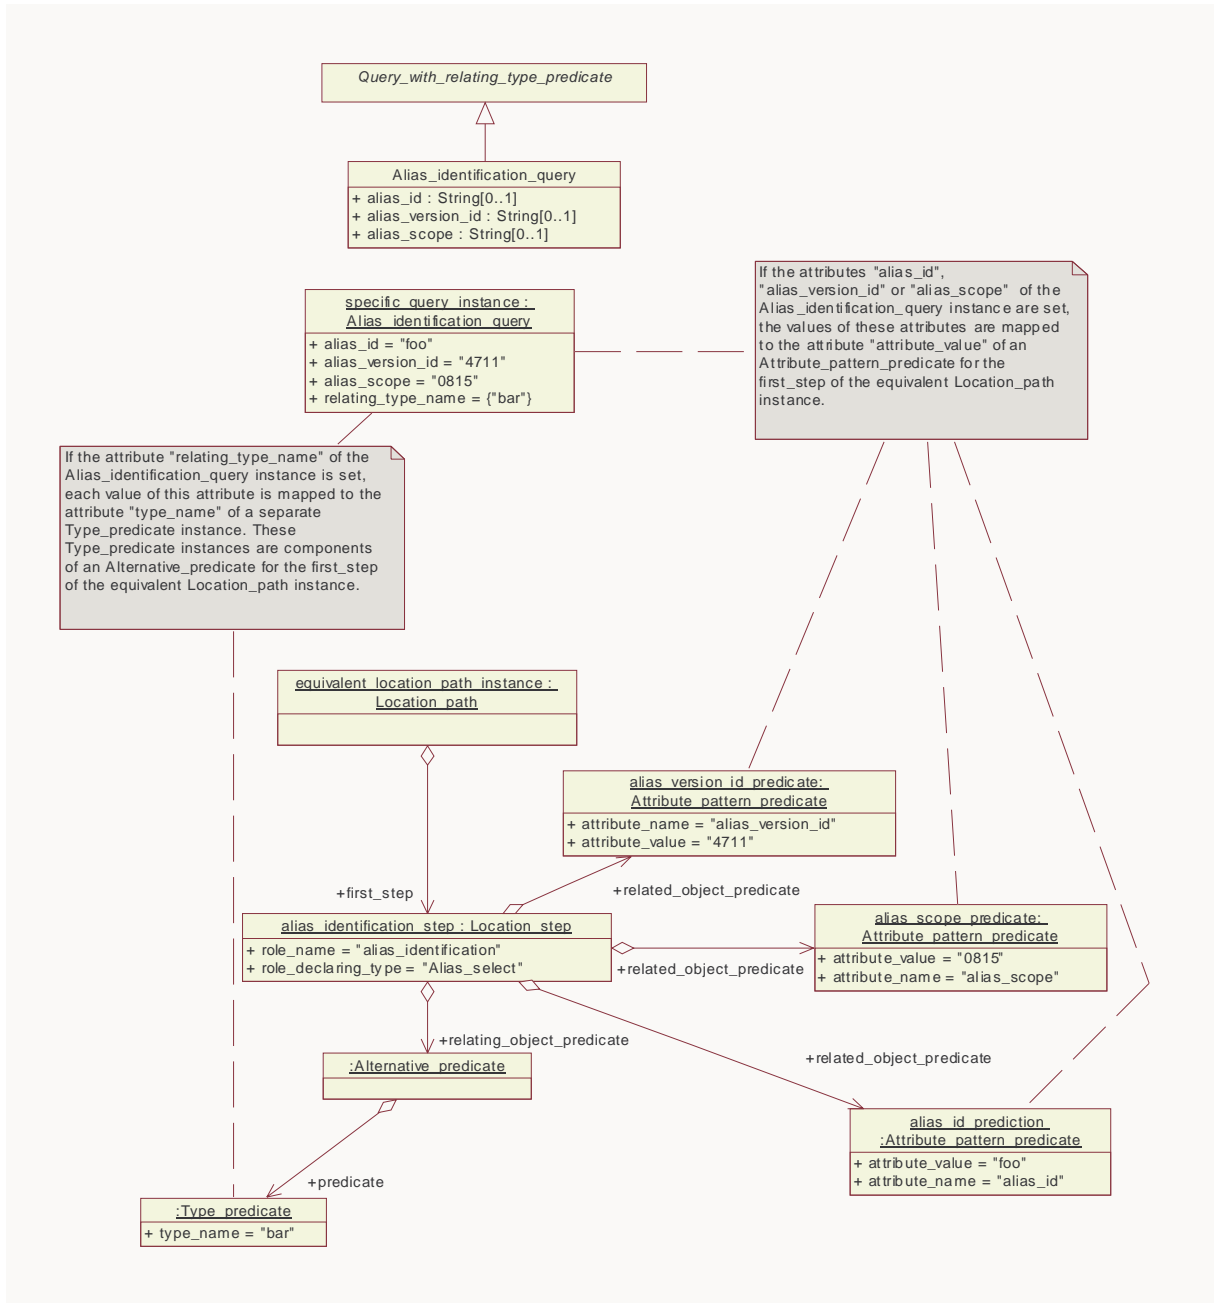 Query_with_relating_type_predicate
Alias_identification_query
+ alias_id : String[0..1]
+ alias_version_id : String[0..1]
+ alias_scope : String[0..1]
specific_query_instance :
Alias_identification_query
+ alias_id = "foo"
+ alias_version_id = "4711"
+ alias_scope = "0815"
+ relating_type_name = {"bar"}
If the attributes "alias_id",
"alias_version_id" or "alias_scope" of the
Alias_identification_query instance are set,
the values of these attributes are mapped
to the attribute "attribute_value" of an
Attribute_pattern_predicate for the
first_step of the equivalent Location_path
instance.
If the attribute "relating_type_name" of the
Alias_identification_query instance is set,
each value of this attribute is mapped to the
attribute "type_name" of a separate
Type_predicate instance. These
Type_predicate instances are components
of an Alternative_predicate for the first_step
of the equivalent Location_path instance.
equivalent_location_path_instance :
Location_path
alias_version_id_predicate:
Attribute_pattern_predicate
+ attribute_name = "alias_version_id"
+ attribute_value = "4711"
+first_step
+related_object_predicate
alias_identification_step : Location_step
+ role_name = "alias_identification"
+ role_declaring_type = "Alias_select"
alias_scope_predicate:
Attribute_pattern_predicate
+ attribute_value = "0815"
+ attribute_name = "alias_scope"
+related_object_predicate
+relating_object_predicate
+related_object_predicate
:Alternative_predicate
alias_id_prediction
:Attribute_pattern_predicate
+ attribute_value = "foo"
+ attribute_name = "alias_id"
+predicate
:Type_predicate
+ type_name = "bar"